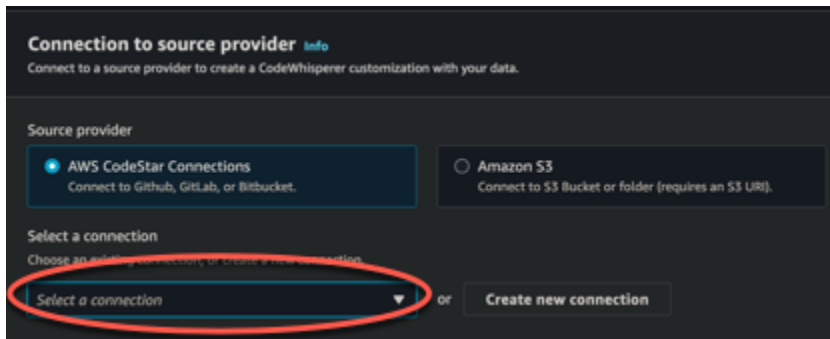 Connection to source provider Info
Connect to a source provider to create a CodeWhisperer customization with your data.
Source provider
AWS CodeStar Connections
Connect to Github, GitLab, or Bitbucket.
Amazon S3
Connect to S3 Bucket or folder (requires an S3 URI).
Select a connection
Choose an existing connection, or create a new connection.
Select a connection
or
Create new connection